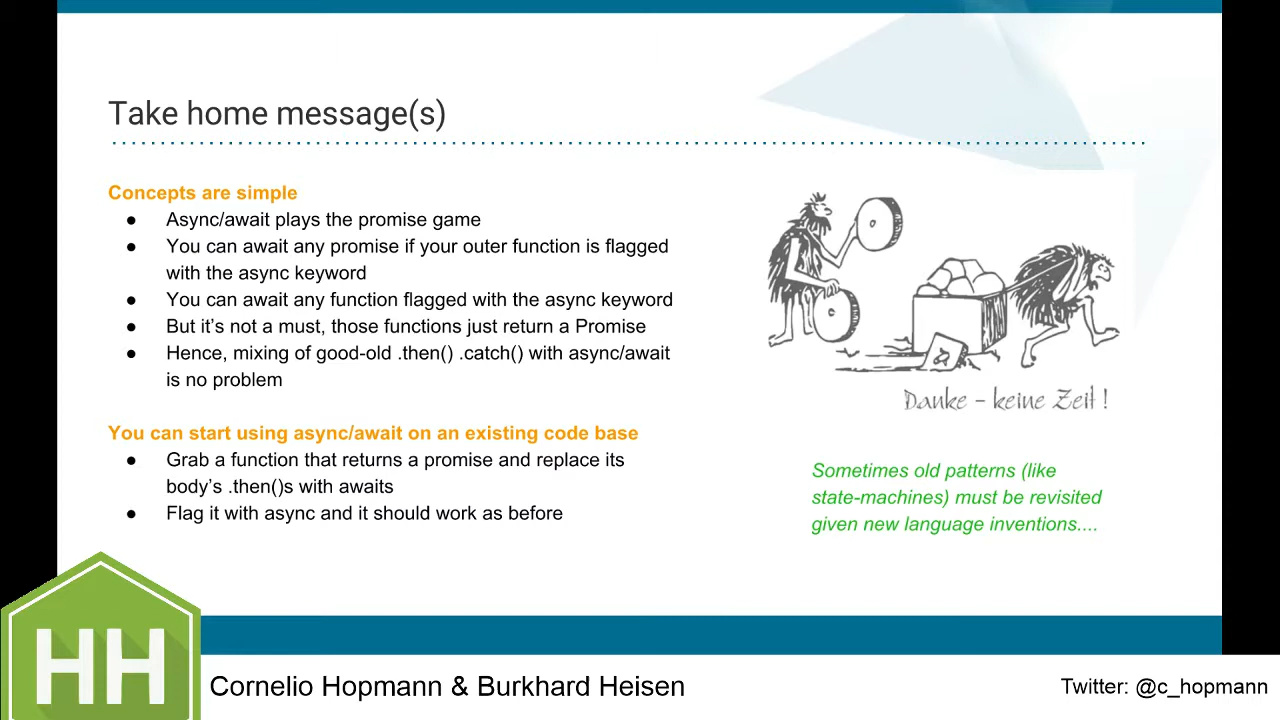 Take home message(s)
Concepts are simple
● Async/await plays the promise game
● You can await any promise if your outer function is flagged
with the async keyword
● You can await any function flagged with the async keyword
● But it's not a must, those functions just return a Promise
● Hence, mixing of good-old .then() .catch() with async/await
is no problem
You can start using async/await on an existing code base
● Grab a function that returns a promise and replace its
body's .then()s with awaits
● Flag it with async and it should work as before
Danke - keine Zeit !
Sometimes old patterns (like
state-machines) must be revisited
given new language inventions....
HH
Cornelio Hopmann & Burkhard Heisen
Twitter: @c_hopmann